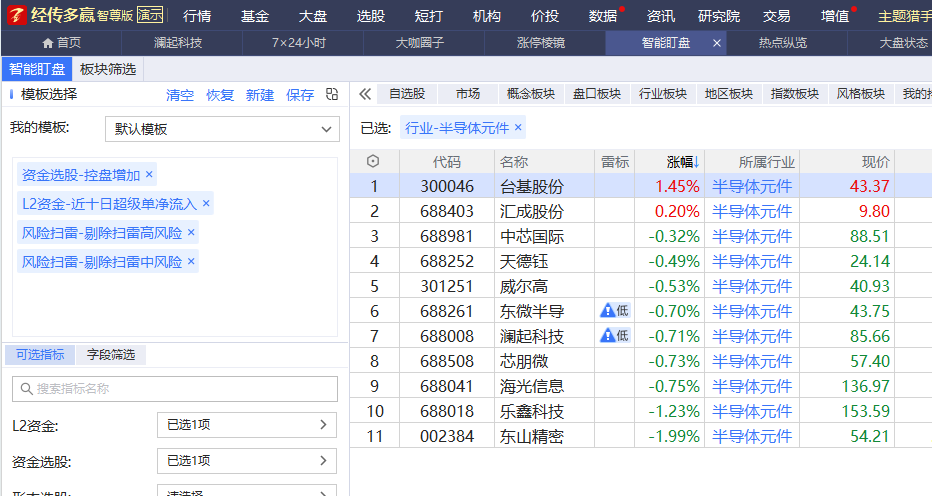 经传多赢 智尊版 演示 行情 基金 大盘 选股 短打 机构 价投 数据 资讯 研究院 交易 增值 主题猎手
首页 澜起科技 7×24小时 大咖圈子 涨停棱镜 智能盯盘 × 热点纵览 大盘状态
智能盯盘 板块筛选
模板选择 清空 恢复 新建 保存
自选股 市场 概念板块 盘口板块 行业板块 地区板块 指数板块 风格板块 我的
我的模板: 默认模板
已选: 行业-半导体元件 ×
资金选股-控盘增加 ×
L2资金-近十日超级单净流入 ×
风险扫雷-剔除扫雷高风险 ×
风险扫雷-剔除扫雷中风险 ×
代码 名称 雷标 涨幅↓ 所属行业 现价
1 300046 台基股份 1.45% 半导体元件 43.37
2 688403 汇成股份 0.20% 半导体元件 9.80
3 688981 中芯国际 -0.32% 半导体元件 88.51
4 688252 天德钰 -0.49% 半导体元件 24.14
5 301251 威尔高 -0.53% 半导体元件 40.93
6 688261 东微半导 低 -0.70% 半导体元件 43.75
7 688008 澜起科技 低 -0.71% 半导体元件 85.66
8 688508 芯朋微 -0.73% 半导体元件 57.40
9 688041 海光信息 -0.75% 半导体元件 136.97
10 688018 乐鑫科技 -1.23% 半导体元件 153.59
11 002384 东山精密 -1.99% 半导体元件 54.21
可选指标 字段筛选
搜索指标名称
L2资金: 已选1项
资金选股: 已选1项
形态选股: 请选择